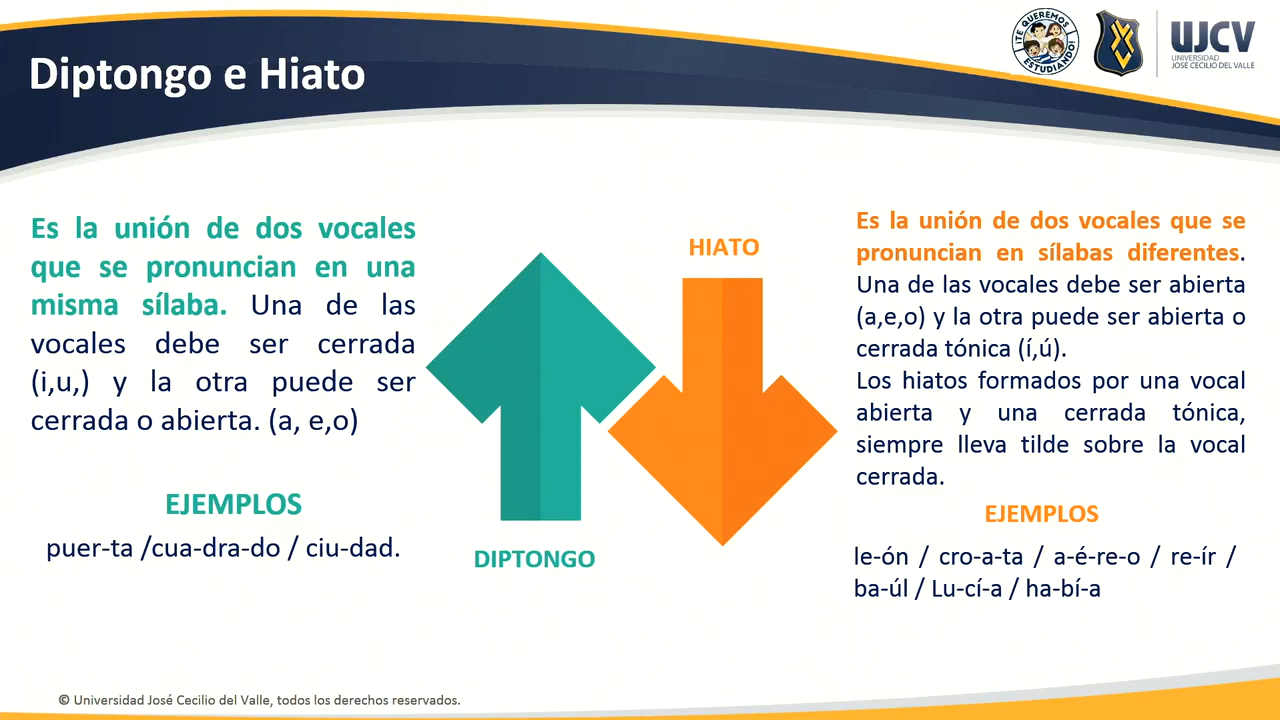 ¡TE QUEREMOS
ESTUDIANDO!
UJCV
UNIVERSIDAD
JOSÉ CECILIO DEL VALLE
Diptongo e Hiato
Es la unión de dos vocales
que se pronuncian en una
misma sílaba. Una de las
vocales debe ser cerrada
(i,u,) y la otra puede ser
cerrada o abierta. (a, e,o)
EJEMPLOS
puer-ta /cua-dra-do / ciu-dad.
DIPTONGO
HIATO
Es la unión de dos vocales que se
pronuncian en sílabas diferentes.
Una de las vocales debe ser abierta
(a,e,o) y la otra puede ser abierta o
cerrada tónica (í,ú).
Los hiatos formados por una vocal
abierta y una cerrada tónica,
siempre lleva tilde sobre la vocal
cerrada.
EJEMPLOS
le-ón / cro-a-ta / a-é-re-o / re-ír /
ba-úl / Lu-cí-a / ha-bí-a
© Universidad José Cecilio del Valle, todos los derechos reservados.